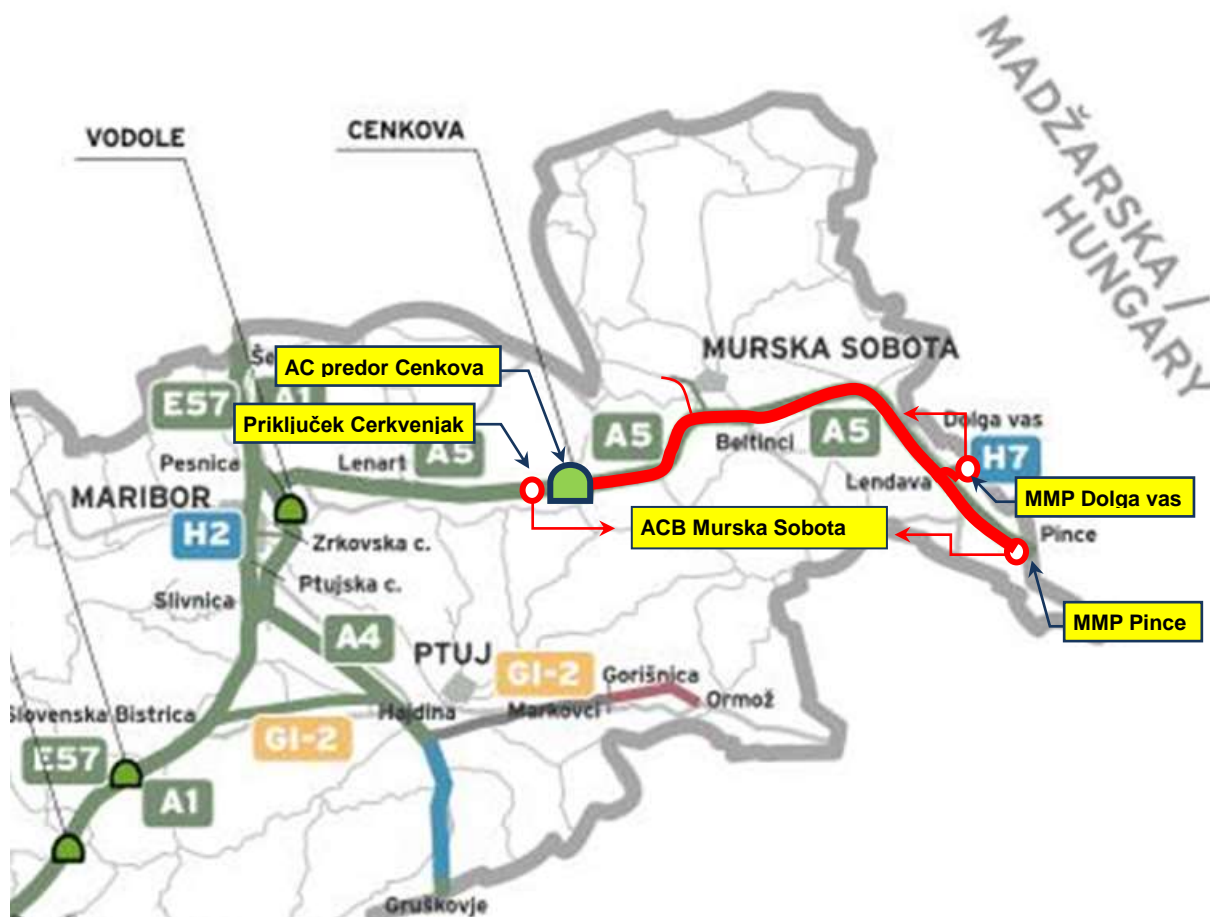 MADŽARSKA /
HUNGARY
VODOLE
CENKOVA
MURSKA SOBOTA
AC predor Cenkova
E57
A1
Priključek Cerkvenjak
A5
Beltinci
A5
Dolga vas
H7
Pesnica
Lenart
A5
Lendava
MMP Dolga vas
MARIBOR
H2
Zrkovska c.
ACB Murska Sobota
Pince
Ptujska c.
Slivnica
MMP Pince
A4
PTUJ
G1-2
Gorišnica
Ormož
Markovci
Slovenska Bistrica
Hajdina
G1-2
E57
A1
Gruškovje